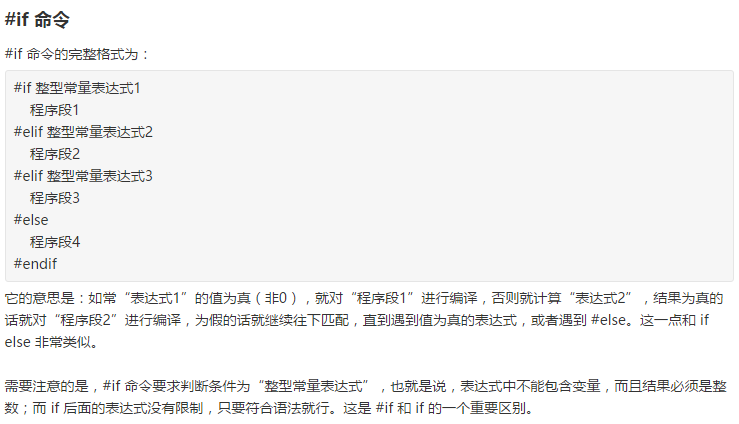 #if 命令
#if 命令的完整格式为：
#if 整型常量表达式1
程序段1
#elif 整型常量表达式2
程序段2
#elif 整型常量表达式3
程序段3
#else
程序段4
#endif
它的意思是：如常“表达式1”的值为真（非0），就对“程序段1”进行编译，否则就计算“表达式2”，结果为真的
话就对“程序段2”进行编译，为假的话就继续往下匹配，直到遇到值为真的表达式，或者遇到 #else。这一点和 if
else 非常类似。
需要注意的是，#if 命令要求判断条件为“整型常量表达式”，也就是说，表达式中不能包含变量，而且结果必须是整
数；而 if 后面的表达式没有限制，只要符合语法就行。这是 #if 和 if 的一个重要区别。